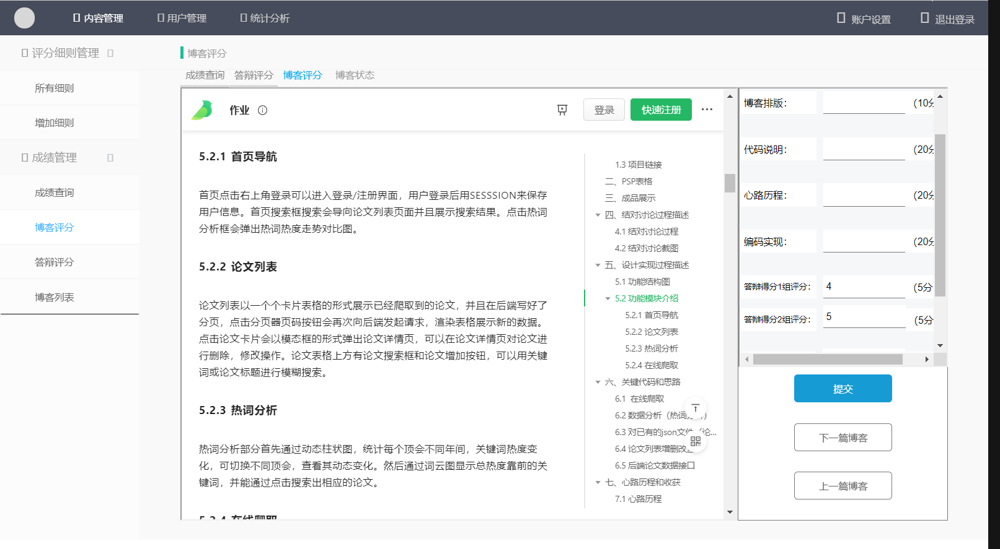 内容管理
用户管理
统计分析
账户设置
退出登录
评分细则管理
所有细则
增加细则
成绩管理
成绩查询
博客评分
答辩评分
博客列表
博客评分
成绩查询 答辩评分 博客评分 博客状态
作业
登录
快速注册
5.2.1 首页导航
首页点击右上角登录可以进入登录/注册界面，用户登录后用SESSSION来保存
用户信息。首页搜索框搜索会导向论文列表页面并且展示搜索结果。点击热词
分析框会弹出热词热度走势对比图。
5.2.2 论文列表
论文列表以一个个卡片表格的形式展示已经爬取到的论文，并且在后端写好了
分页，点击分页器页码按钮会再次向后端发起请求，渲染表格展示新的数据。
点击论文卡片会以模态框的形式弹出论文详情页，可以在论文详情页对论文进
行删除，修改操作。论文表格上方有论文搜索框和论文增加按钮，可以用关键
词或论文标题进行模糊搜索。
5.2.3 热词分析
热词分析部分首先通过动态柱状图，统计每个顶会不同年间，关键词热度变
化，可切换不同顶会，查看其动态变化。然后通过词云图显示总热度靠前的关
键词，并能通过点击搜索出相应的论文。
5.2.4 在线爬取
1.3 项目链接
二、PSP表格
三、成品展示
四、结对讨论过程描述
4.1 结对讨论过程
4.2 结对讨论截图
五、设计实现过程描述
5.1 功能结构图
5.2 功能模块介绍
5.2.1 首页导航
5.2.2 论文列表
5.2.3 热词分析
5.2.4 在线爬取
六、关键代码和思路
6.1 在线爬取
6.2 数据分析（热词分析）
6.3 对已有的json文件（论...
6.4 论文列表增删改查
6.5 后端论文数据接口
七、心路历程和收获
7.1 心路历程
博客排版： (10分
代码说明： (20分
心路历程： (20分
编码实现： (20分
答辩得分1组评分： 4 (5分
答辩得分2组评分： 5 (5分
提交
下一篇博客
上一篇博客